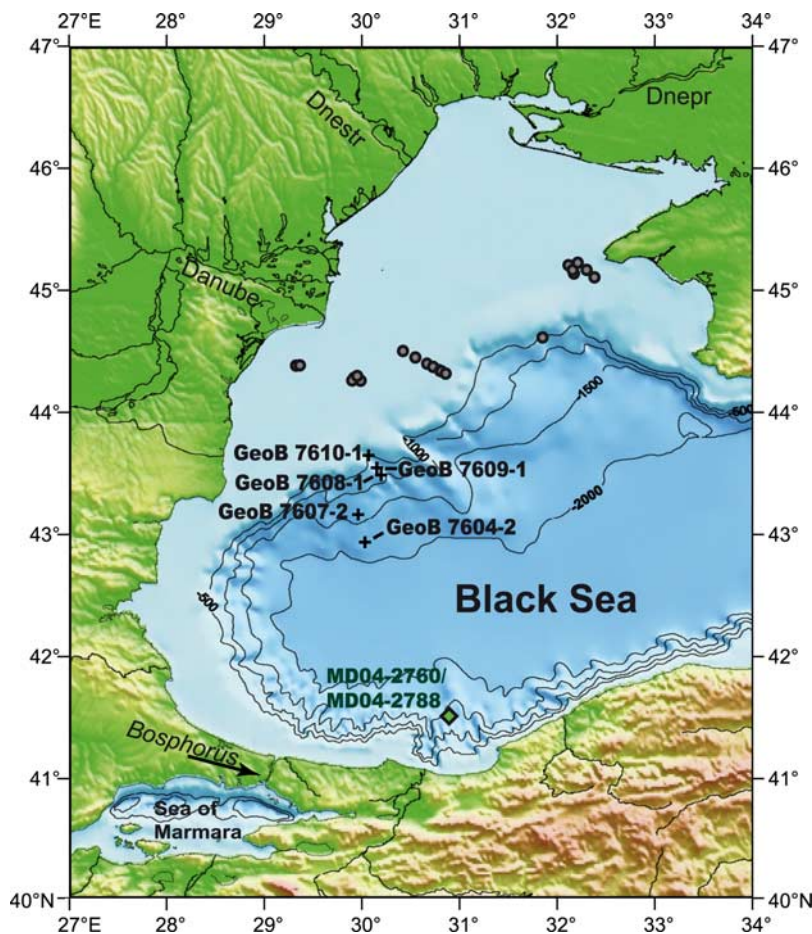 27°E 28° 29° 30° 31° 32° 33° 34°
47° 47°
Dnestr
Dnepr
46° 46°
Danube
45° 45°
44° 44°
-1500
-500
-1000
-2000
GeoB 7610-1
GeoB 7609-1
GeoB 7608-1
GeoB 7607-2
GeoB 7604-2
43° 43°
-500
Black Sea
42° 42°
MD04-2760/
MD04-2788
Bosphorus
41° 41°
Sea of
Marmara
40°N 40°
27°E 28° 29° 30° 31° 32° 33° 34°